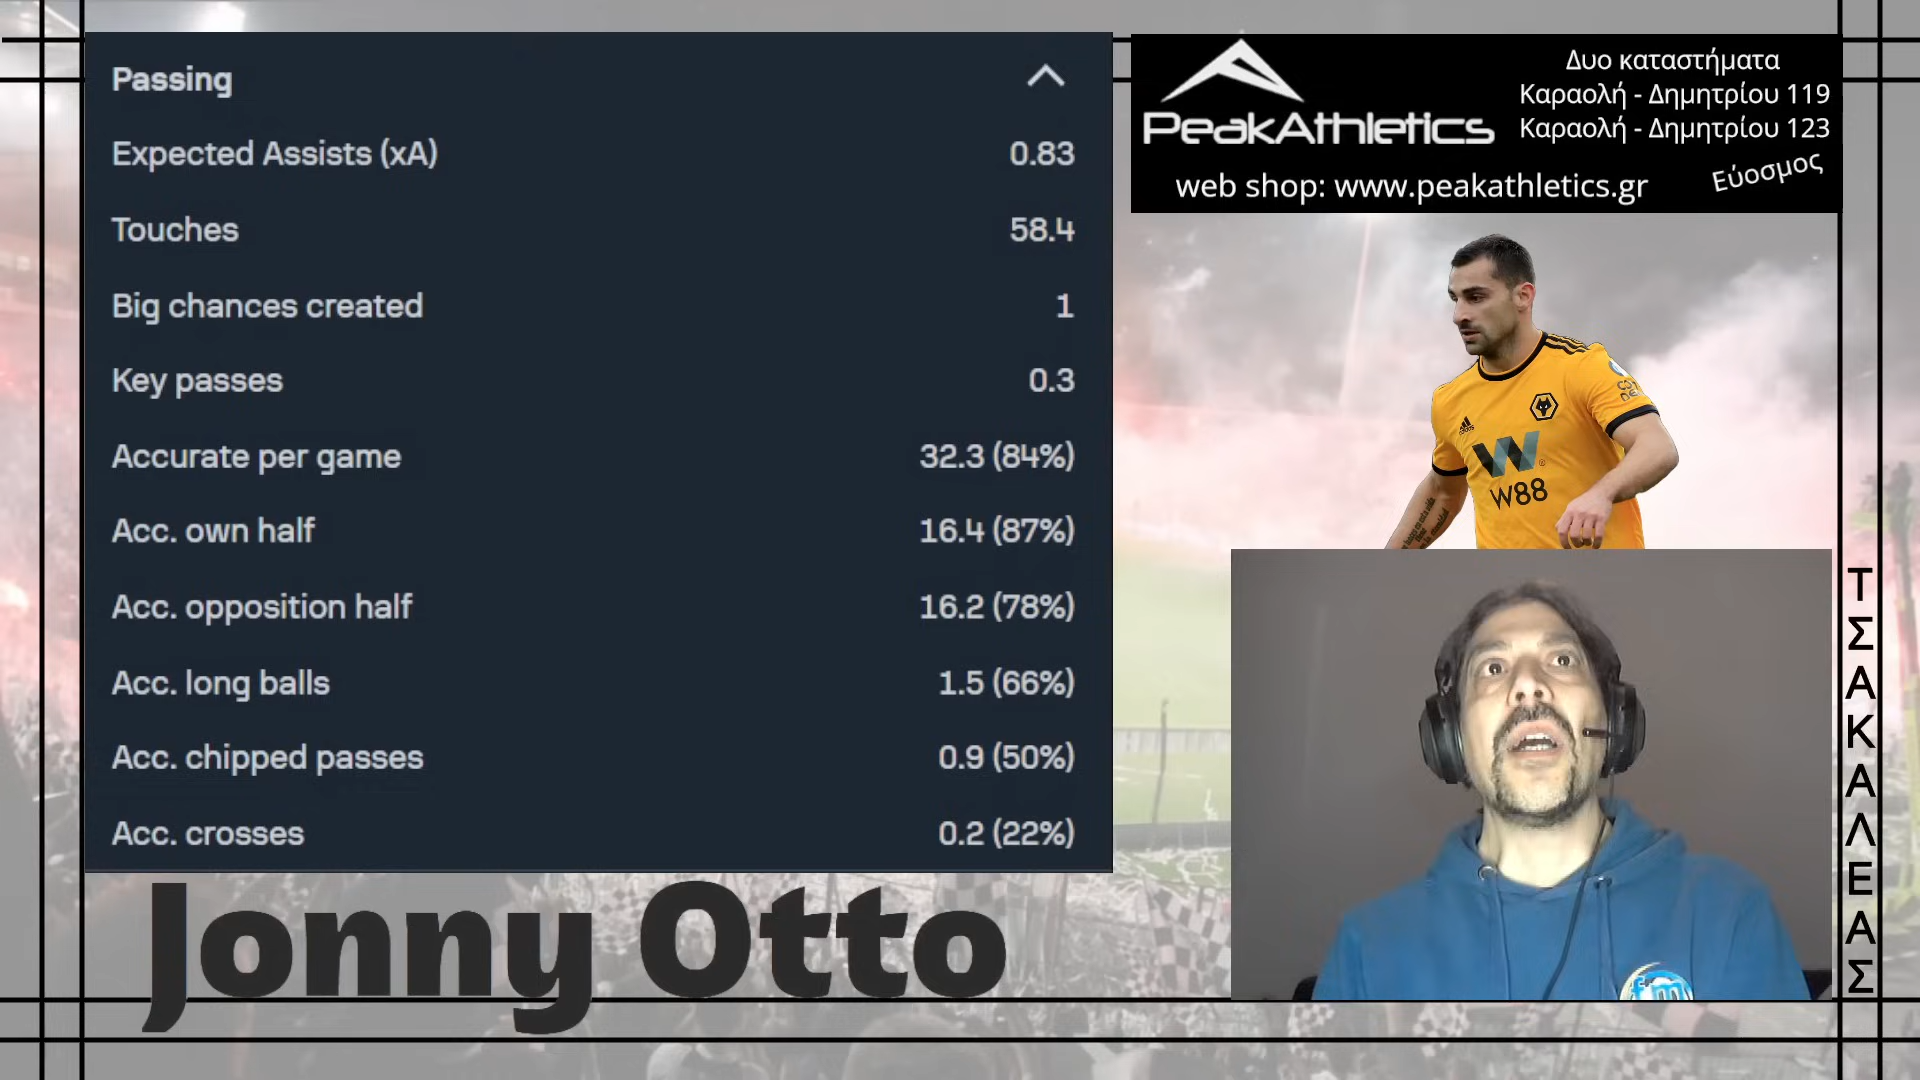 Passing
Expected Assists (xA) 0.83
Touches 58.4
Big chances created 1
Key passes 0.3
Accurate per game 32.3 (84%)
Acc. own half 16.4 (87%)
Acc. opposition half 16.2 (78%)
Acc. long balls 1.5 (66%)
Acc. chipped passes 0.9 (50%)
Acc. crosses 0.2 (22%)
Jonny Otto
PeakAthletics
Δυο καταστήματα
Καραολή - Δημητρίου 119
Καραολή - Δημητρίου 123
Εύοσμος
web shop: www.peakathletics.gr
W
W88
ΤΣΑΚΑΛΕΑΣ